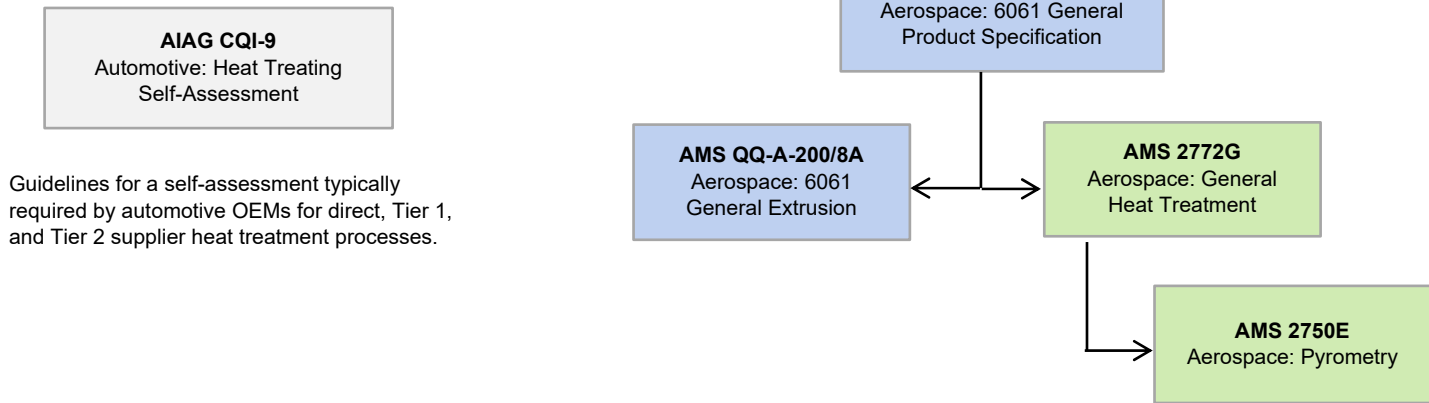 AIAG CQI-9
Automotive: Heat Treating
Self-Assessment
Guidelines for a self-assessment typically
required by automotive OEMs for direct, Tier 1,
and Tier 2 supplier heat treatment processes.
Aerospace: 6061 General
Product Specification
AMS QQ-A-200/8A
Aerospace: 6061
General Extrusion
AMS 2772G
Aerospace: General
Heat Treatment
AMS 2750E
Aerospace: Pyrometry